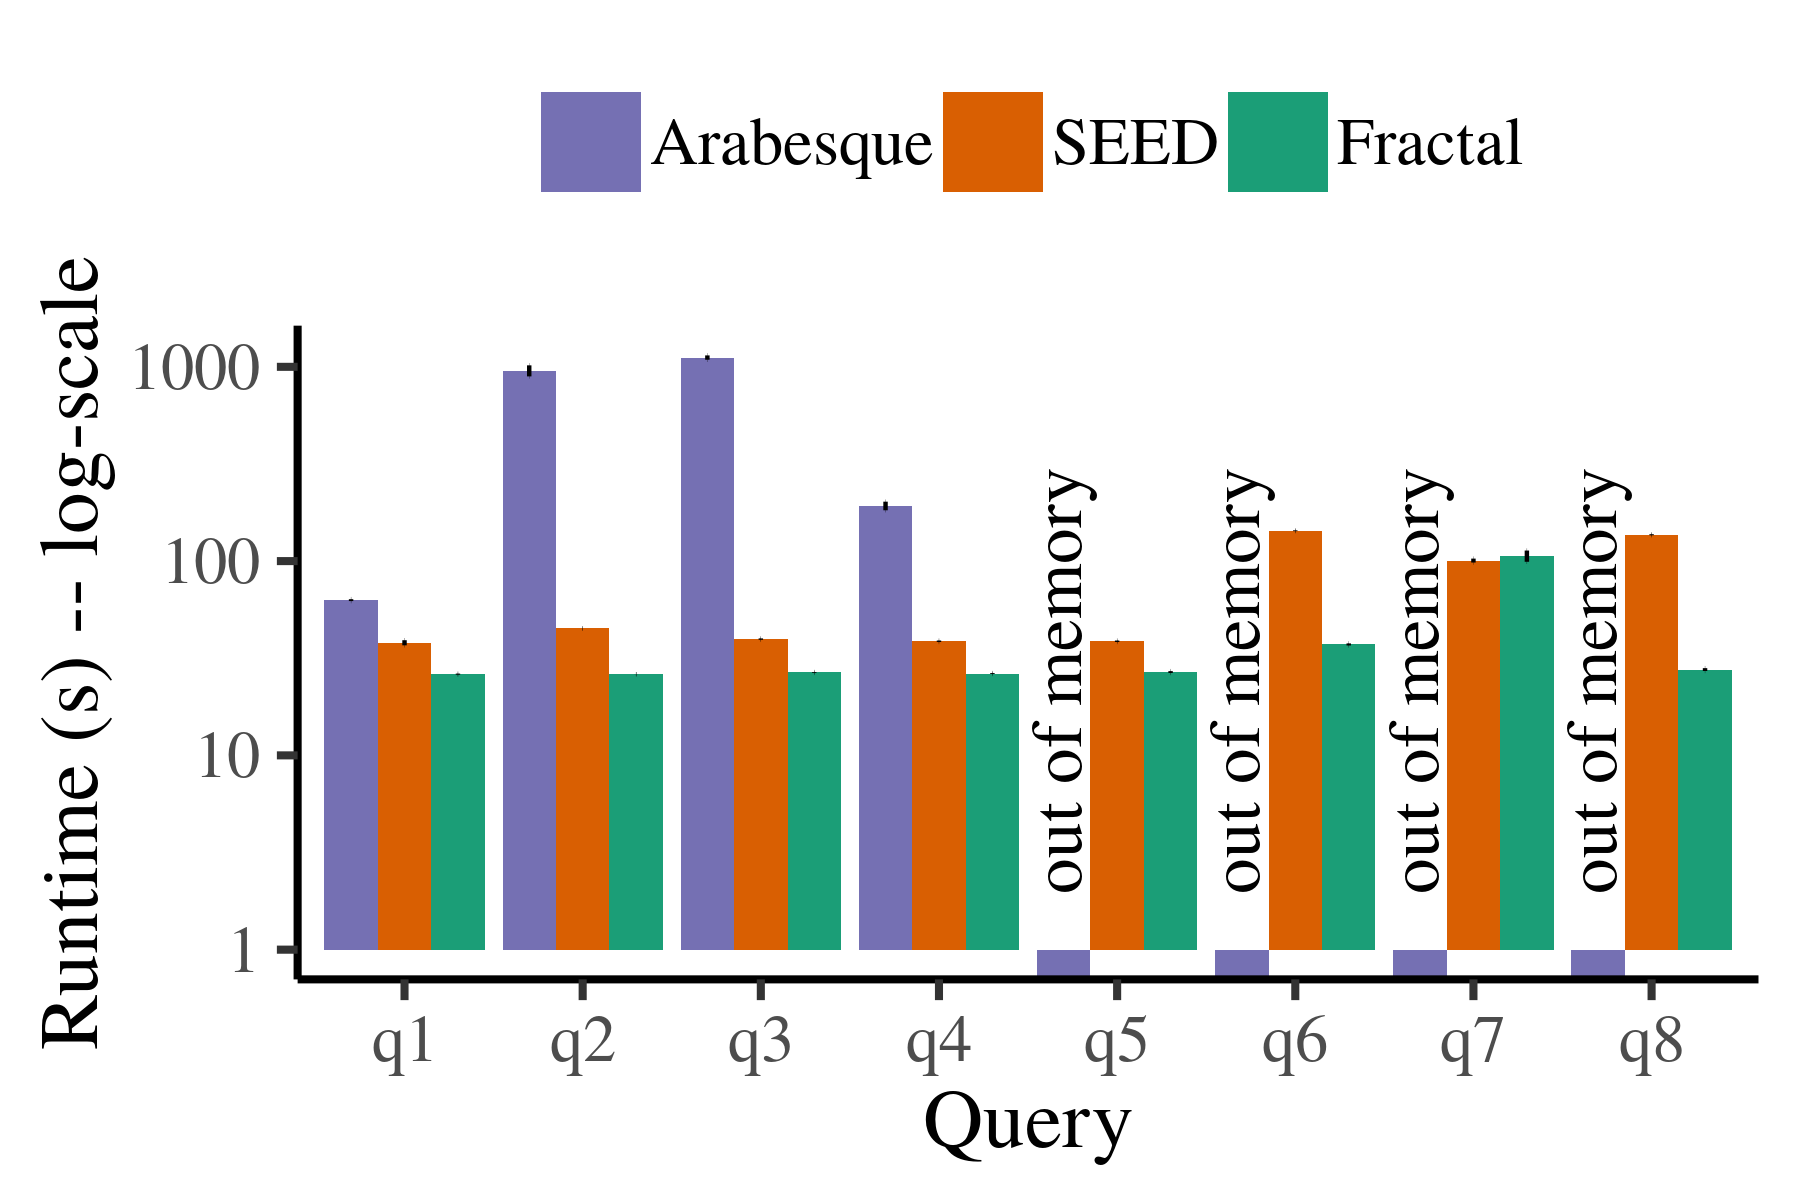 Arabesque SEED Fractal
Runtime (s) -- log-scale
1000
100
10
1
out of memory
out of memory
out of memory
out of memory
q1 q2 q3 q4 q5 q6 q7 q8
Query